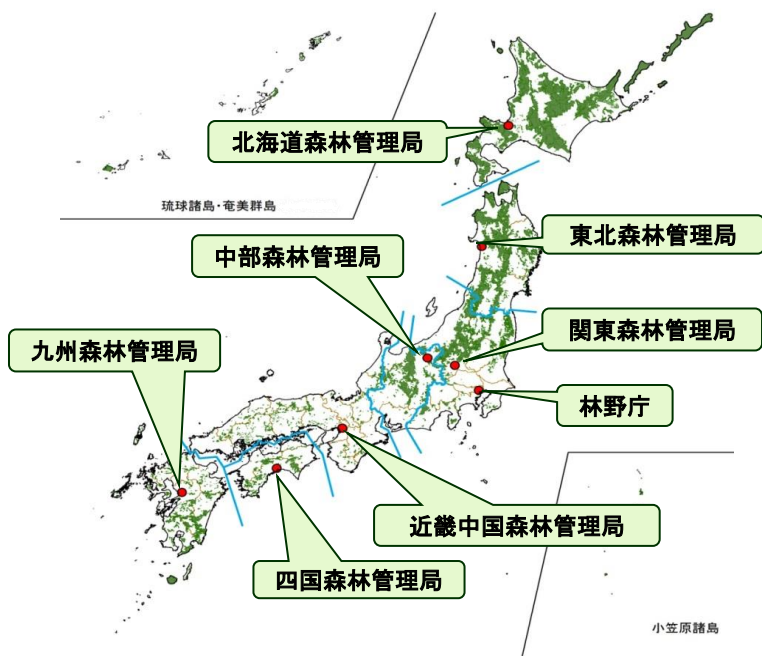 北海道森林管理局
琉球諸島・奄美群島
東北森林管理局
中部森林管理局
関東森林管理局
九州森林管理局
林野庁
近畿中国森林管理局
四国森林管理局
小笠原諸島